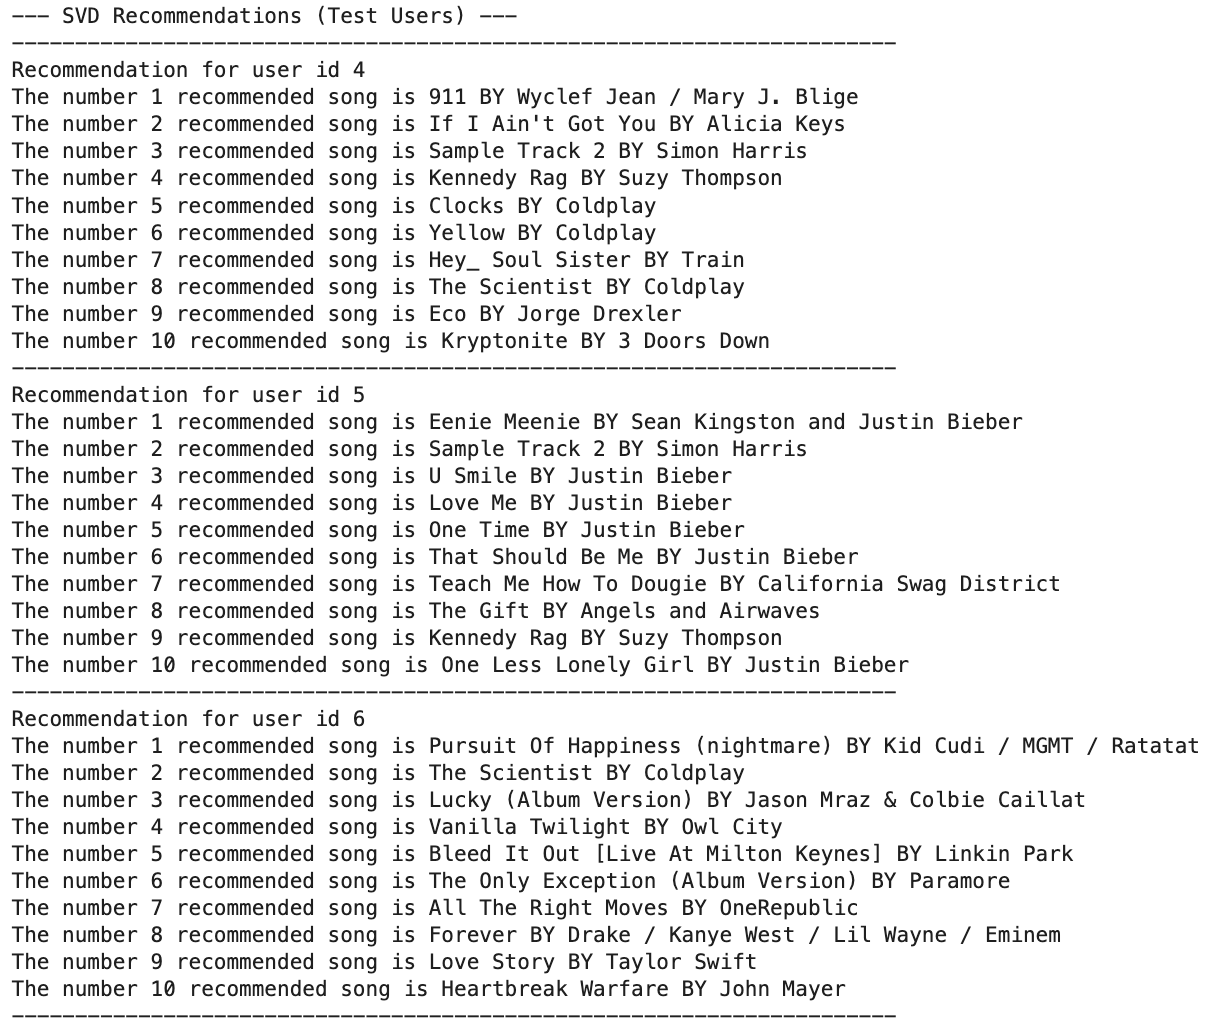 --- SVD Recommendations (Test Users) ---
----------------------------------------------------------------------
Recommendation for user id 4
The number 1 recommended song is 911 BY Wyclef Jean / Mary J. Blige
The number 2 recommended song is If I Ain't Got You BY Alicia Keys
The number 3 recommended song is Sample Track 2 BY Simon Harris
The number 4 recommended song is Kennedy Rag BY Suzy Thompson
The number 5 recommended song is Clocks BY Coldplay
The number 6 recommended song is Yellow BY Coldplay
The number 7 recommended song is Hey_ Soul Sister BY Train
The number 8 recommended song is The Scientist BY Coldplay
The number 9 recommended song is Eco BY Jorge Drexler
The number 10 recommended song is Kryptonite BY 3 Doors Down
----------------------------------------------------------------------
Recommendation for user id 5
The number 1 recommended song is Eenie Meenie BY Sean Kingston and Justin Bieber
The number 2 recommended song is Sample Track 2 BY Simon Harris
The number 3 recommended song is U Smile BY Justin Bieber
The number 4 recommended song is Love Me BY Justin Bieber
The number 5 recommended song is One Time BY Justin Bieber
The number 6 recommended song is That Should Be Me BY Justin Bieber
The number 7 recommended song is Teach Me How To Dougie BY California Swag District
The number 8 recommended song is The Gift BY Angels and Airwaves
The number 9 recommended song is Kennedy Rag BY Suzy Thompson
The number 10 recommended song is One Less Lonely Girl BY Justin Bieber
----------------------------------------------------------------------
Recommendation for user id 6
The number 1 recommended song is Pursuit Of Happiness (nightmare) BY Kid Cudi / MGMT / Ratatat
The number 2 recommended song is The Scientist BY Coldplay
The number 3 recommended song is Lucky (Album Version) BY Jason Mraz & Colbie Caillat
The number 4 recommended song is Vanilla Twilight BY Owl City
The number 5 recommended song is Bleed It Out [Live At Milton Keynes] BY Linkin Park
The number 6 recommended song is The Only Exception (Album Version) BY Paramore
The number 7 recommended song is All The Right Moves BY OneRepublic
The number 8 recommended song is Forever BY Drake / Kanye West / Lil Wayne / Eminem
The number 9 recommended song is Love Story BY Taylor Swift
The number 10 recommended song is Heartbreak Warfare BY John Mayer
----------------------------------------------------------------------